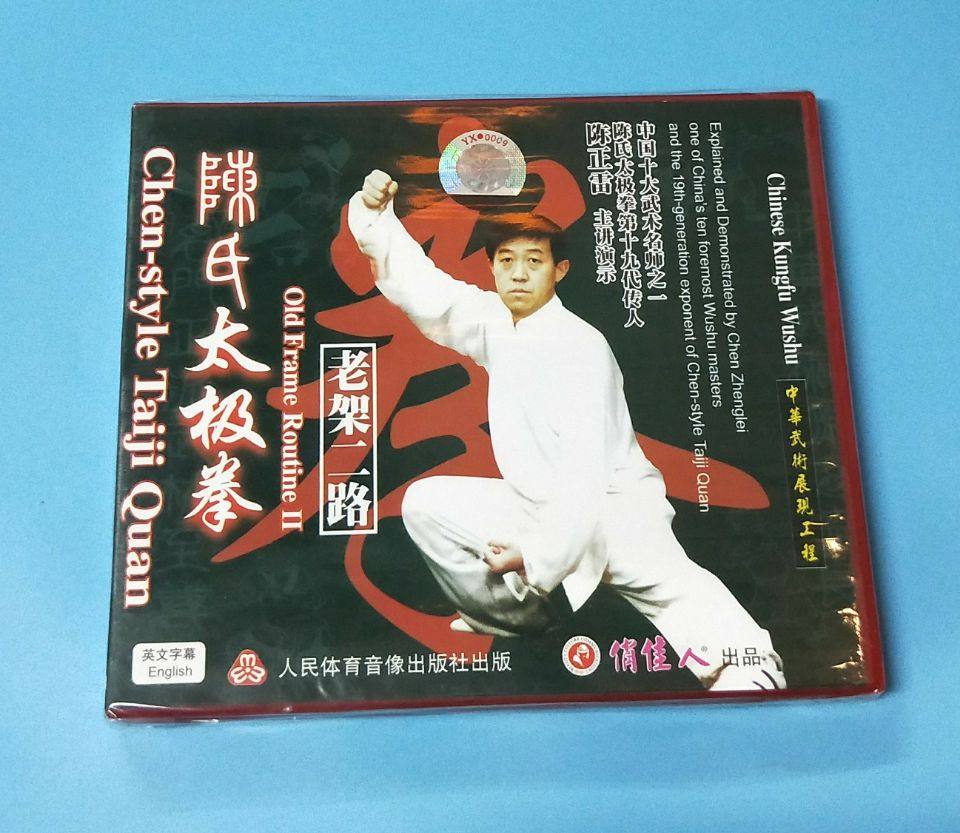 YX●0009
Chinese Kungfu Wushu
中華武術展現工程
Explained and Demonstrated by Chen Zhenglei
one of China's ten foremost Wushu masters
and the 19th-generation exponent of Chen-style Taiji Quan
中国十大武术名师之一
陈氏太极拳第十九代传人
陈正雷 主讲演示
老架二路
Old Frame Routine II
陳氏太极拳
Chen-style Taiji Quan
英文字幕
English
人民体育音像出版社出版
俏佳人® 出品